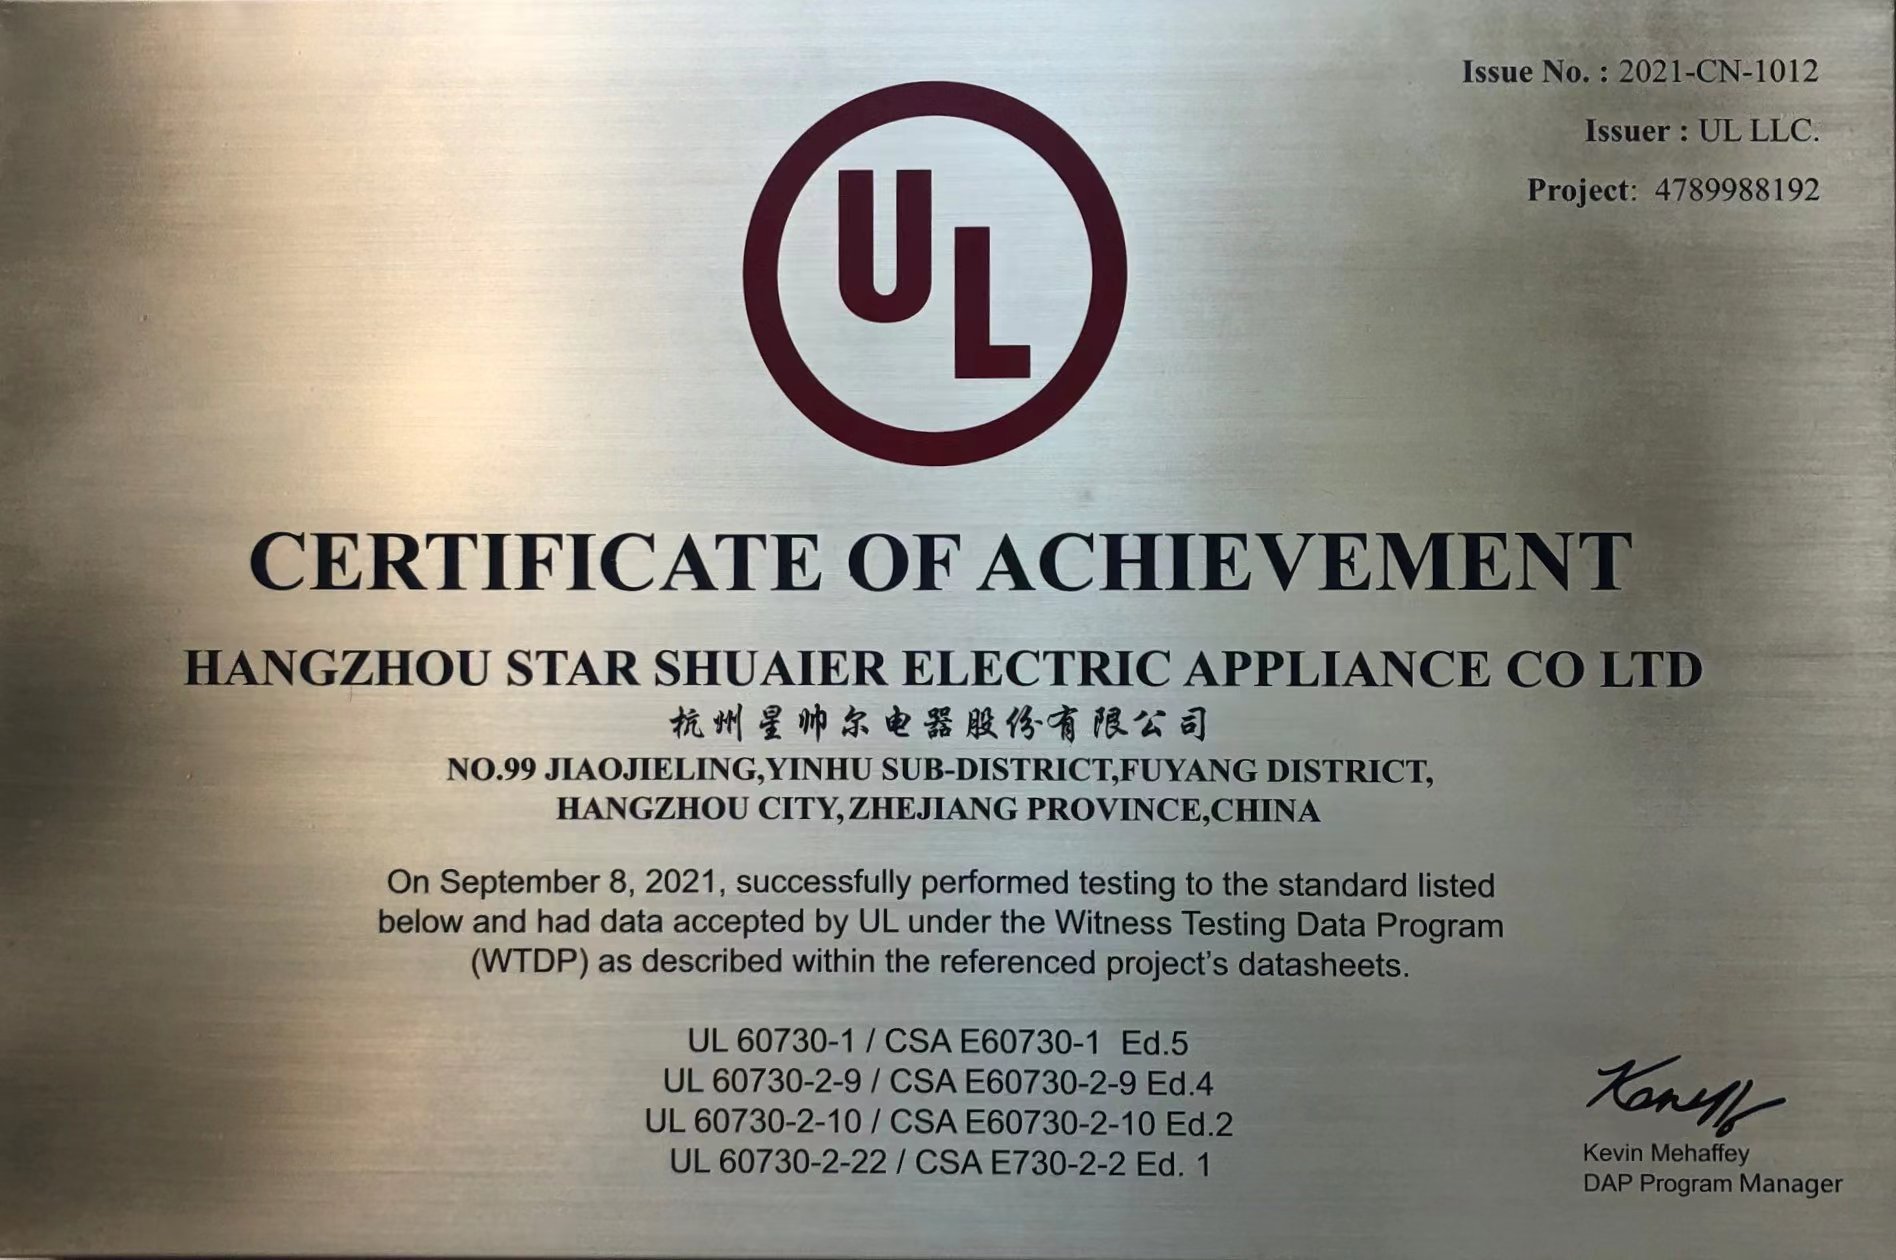 Issue No. : 2021-CN-1012
Issuer : UL LLC.
Project: 4789988192
UL
CERTIFICATE OF ACHIEVEMENT
HANGZHOU STAR SHUAIER ELECTRIC APPLIANCE CO LTD
杭州星帅尔电器股份有限公司
NO.99 JIAOJIELING,YINHU SUB-DISTRICT,FUYANG DISTRICT,
HANGZHOU CITY,ZHEJIANG PROVINCE,CHINA
On September 8, 2021, successfully performed testing to the standard listed
below and had data accepted by UL under the Witness Testing Data Program
(WTDP) as described within the referenced project's datasheets.
UL 60730-1 / CSA E60730-1 Ed.5
UL 60730-2-9 / CSA E60730-2-9 Ed.4
UL 60730-2-10 / CSA E60730-2-10 Ed.2
UL 60730-2-22 / CSA E730-2-2 Ed. 1
Kevin Mehaffey
DAP Program Manager